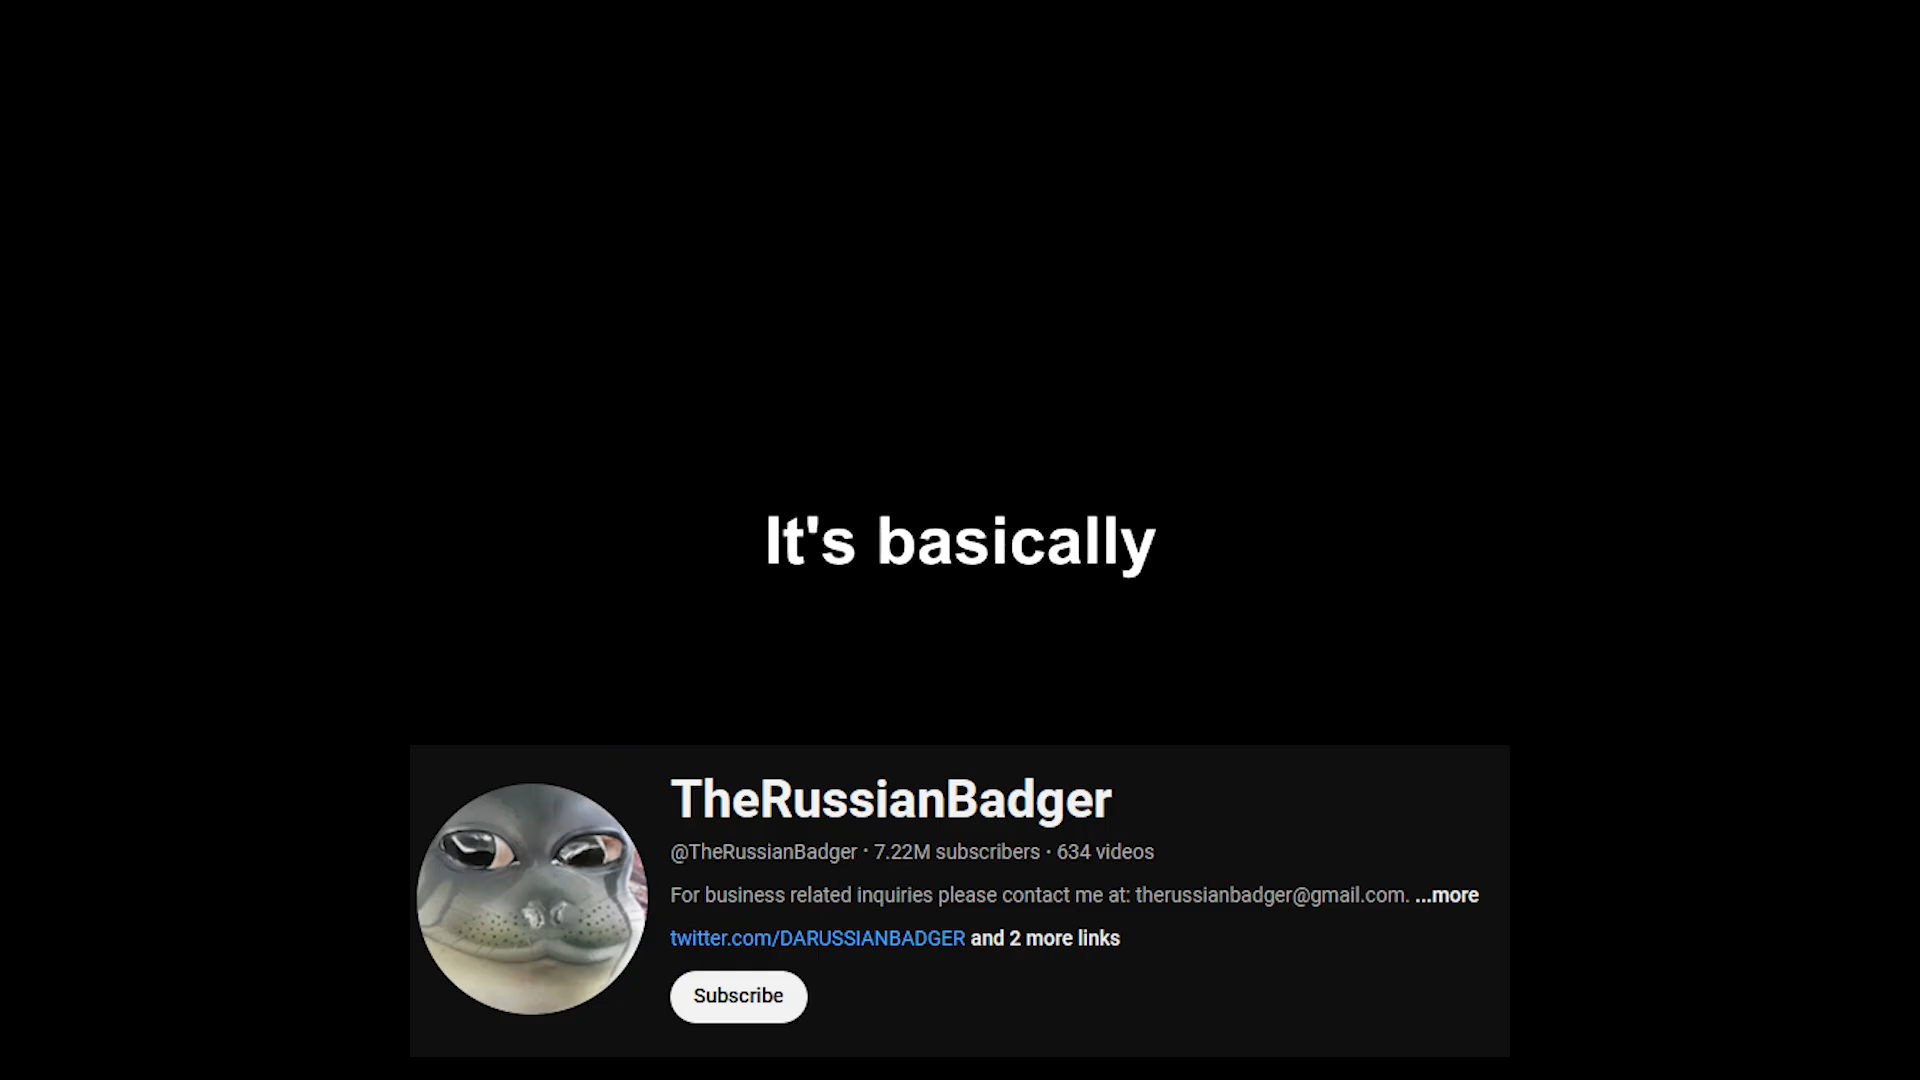 It's basically
TheRussianBadger
@TheRussianBadger · 7.22M subscribers · 634 videos
For business related inquiries please contact me at: therussianbadger@gmail.com. ...more
twitter.com/DARUSSIANBADGER and 2 more links
Subscribe